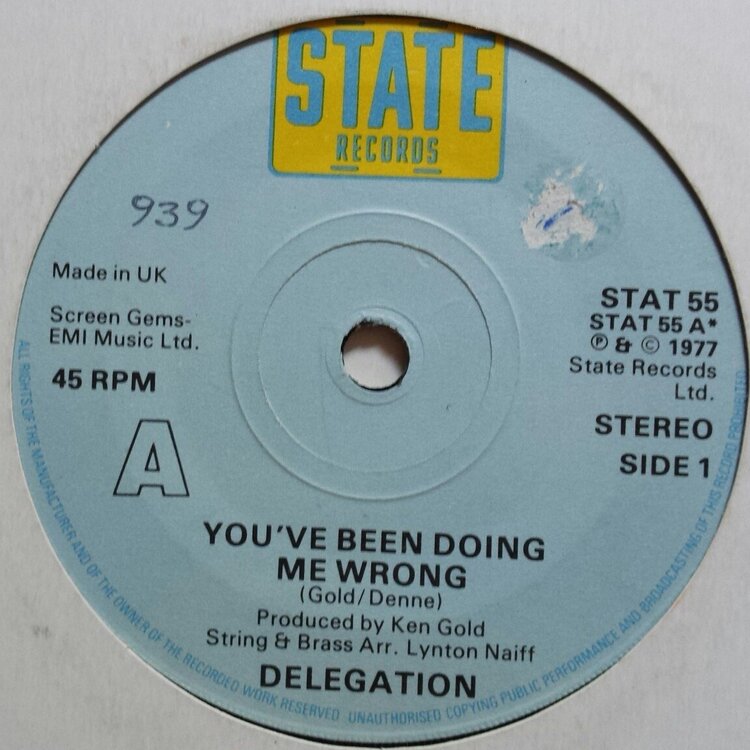 STATE
RECORDS
939
Made in UK
Screen Gems-
EMI Music Ltd.
45 RPM
A
STAT 55
STAT 55 A*
Ⓟ & © 1977
State Records
Ltd.
STEREO
SIDE 1
YOU'VE BEEN DOING
ME WRONG
(Gold/Denne)
Produced by Ken Gold
String & Brass Arr. Lynton Naiff
DELEGATION
ALL RIGHTS OF THE MANUFACTURER AND OF THE OWNER OF THE RECORDED WORK RESERVED UNAUTHORISED COPYING PUBLIC PERFORMANCE AND BROADCASTING OF THIS RECORD PROHIBITED